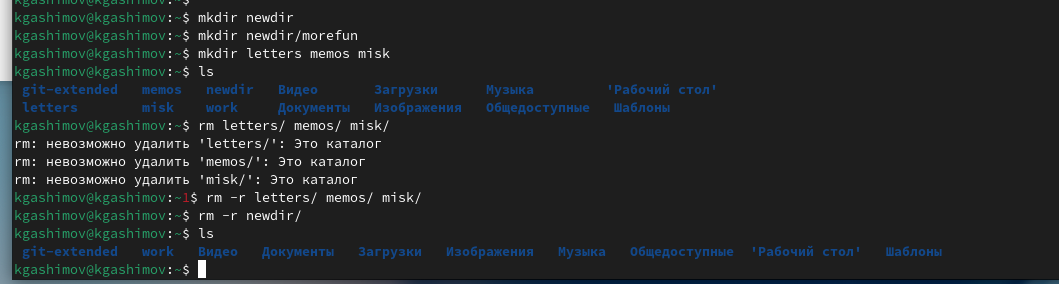 kgashimov@kgashimov:~$
kgashimov@kgashimov:~$ mkdir newdir
kgashimov@kgashimov:~$ mkdir newdir/morefun
kgashimov@kgashimov:~$ mkdir letters memos misk
kgashimov@kgashimov:~$ ls
git-extended memos newdir Видео Загрузки Музыка 'Рабочий стол'
letters misk work Документы Изображения Общедоступные Шаблоны
kgashimov@kgashimov:~$ rm letters/ memos/ misk/
rm: невозможно удалить 'letters/': Это каталог
rm: невозможно удалить 'memos/': Это каталог
rm: невозможно удалить 'misk/': Это каталог
kgashimov@kgashimov:~1$ rm -r letters/ memos/ misk/
kgashimov@kgashimov:~$ rm -r newdir/
kgashimov@kgashimov:~$ ls
git-extended work Видео Документы Загрузки Изображения Музыка Общедоступные 'Рабочий стол' Шаблоны
kgashimov@kgashimov:~$